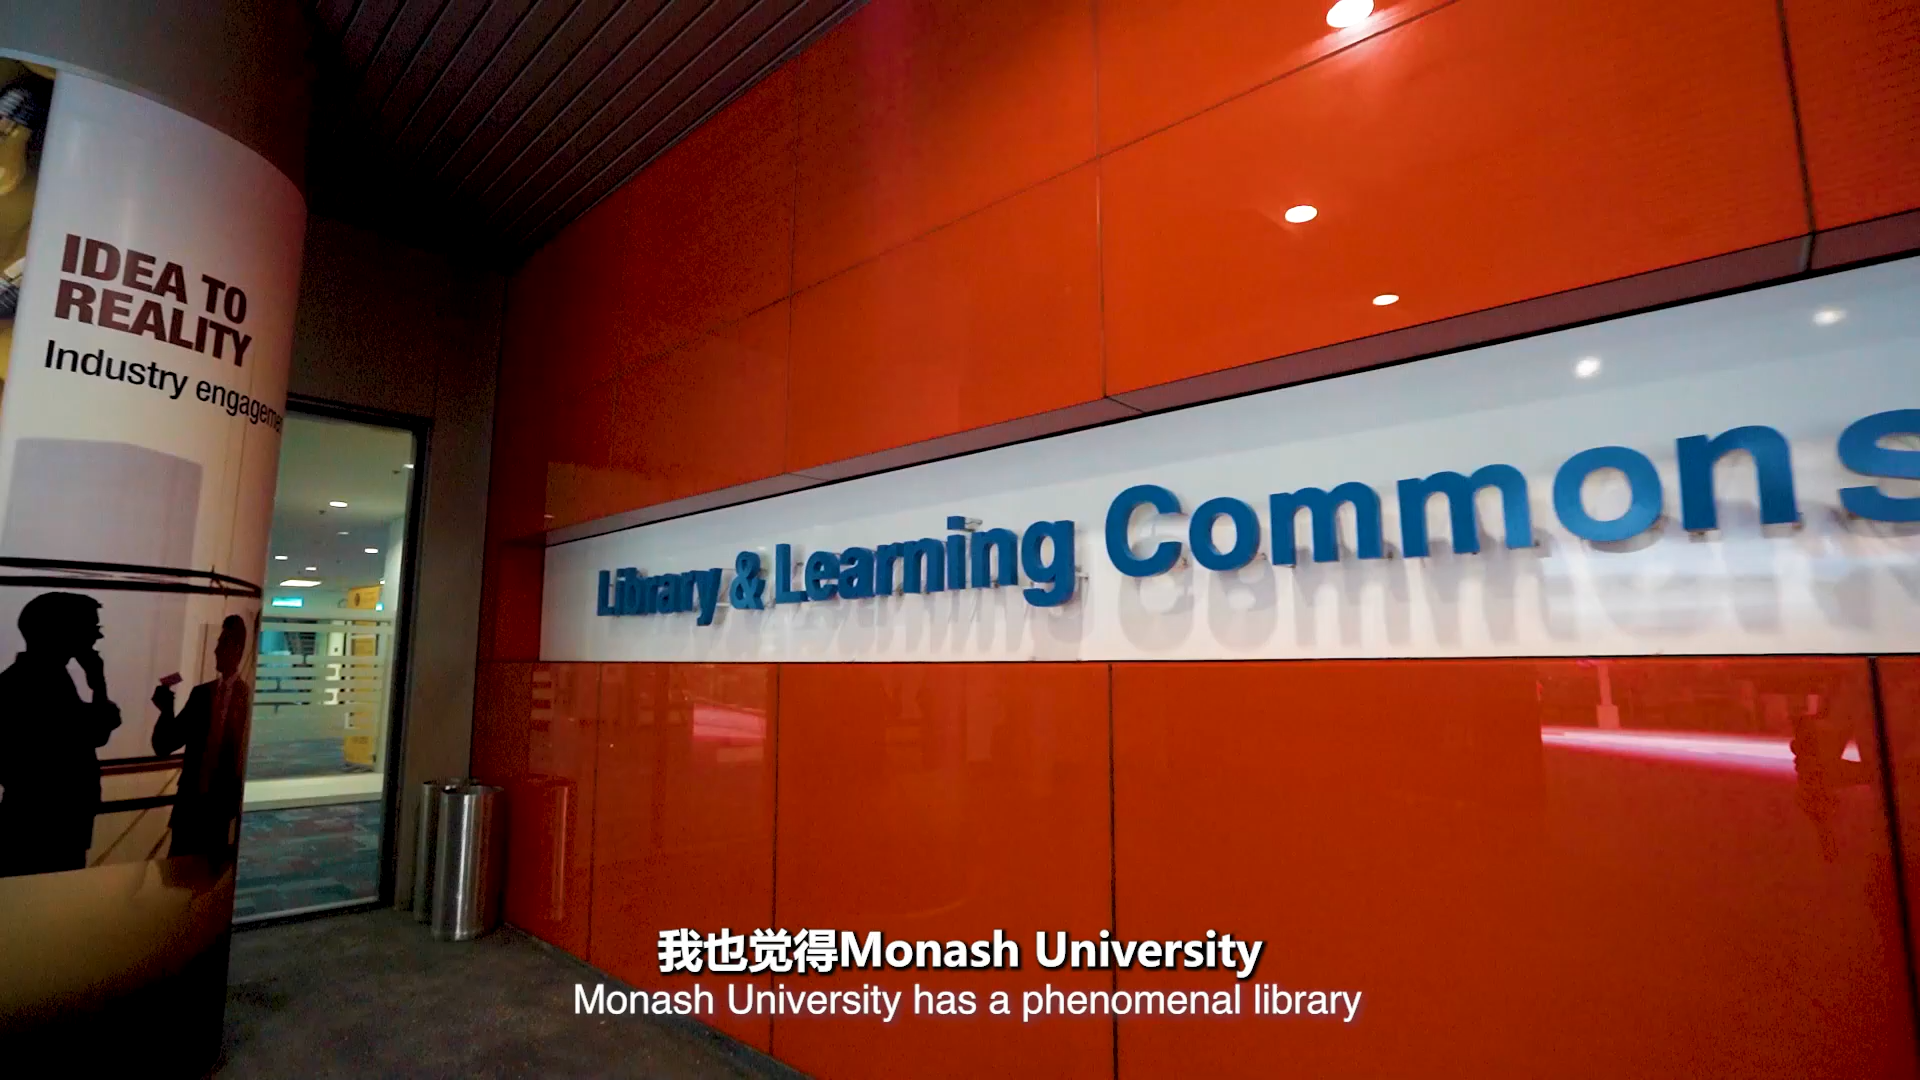 IDEA TO
REALITY
Industry engageme
Library & Learning Commons
我也觉得Monash University
Monash University has a phenomenal library